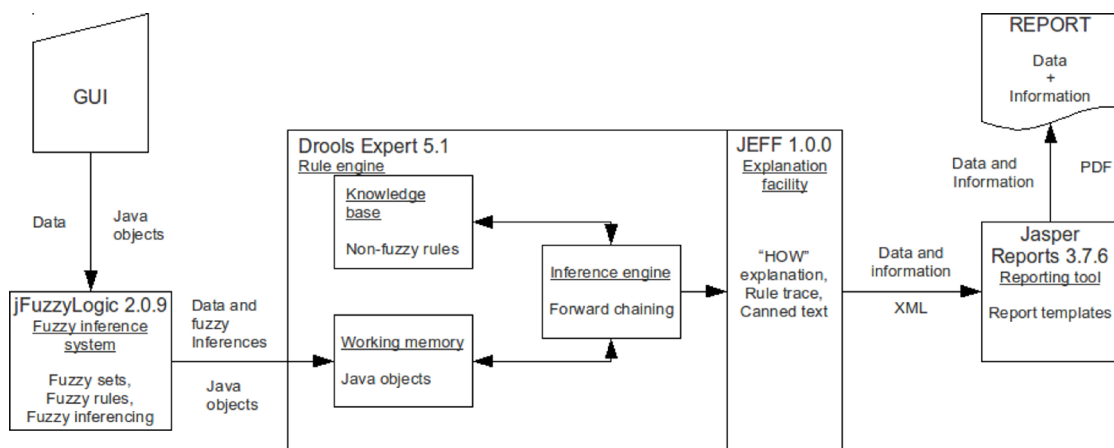 GUI
Data
Java
objects
jFuzzyLogic 2.0.9
Fuzzy inference
system
Fuzzy sets,
Fuzzy rules,
Fuzzy inferencing
Data and
fuzzy
Inferences
Java
objects
Drools Expert 5.1
Rule engine
Knowledge
base
Non-fuzzy rules
Working memory
Java objects
Inference engine
Forward chaining
JEFF 1.0.0
Explanation
facility
“HOW”
explanation,
Rule trace,
Canned text
Data and
information
XML
Jasper
Reports 3.7.6
Reporting tool
Report templates
Data and
Information
PDF
REPORT
Data
+
Information